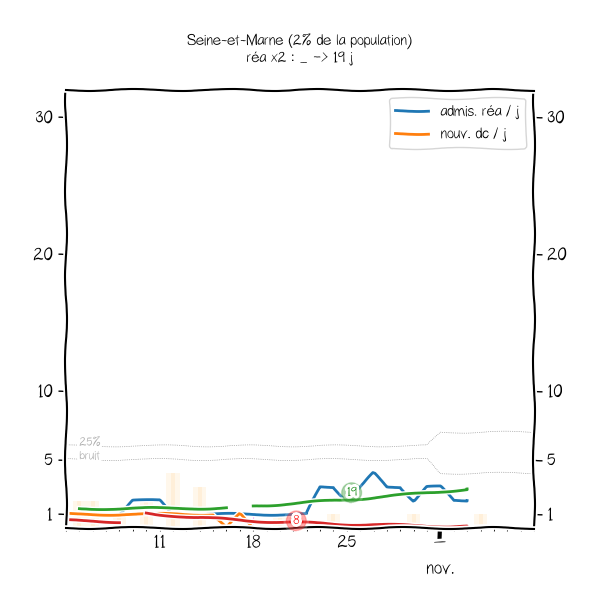 Seine-et-Marne (2% de la population)
réa x2 : _ -> 19 j
admis. réa / j
nouv. dc / j
30
30
20
20
10
10
25%
bruit
5
5
19
8
1
1
11
18
25
1
nov.